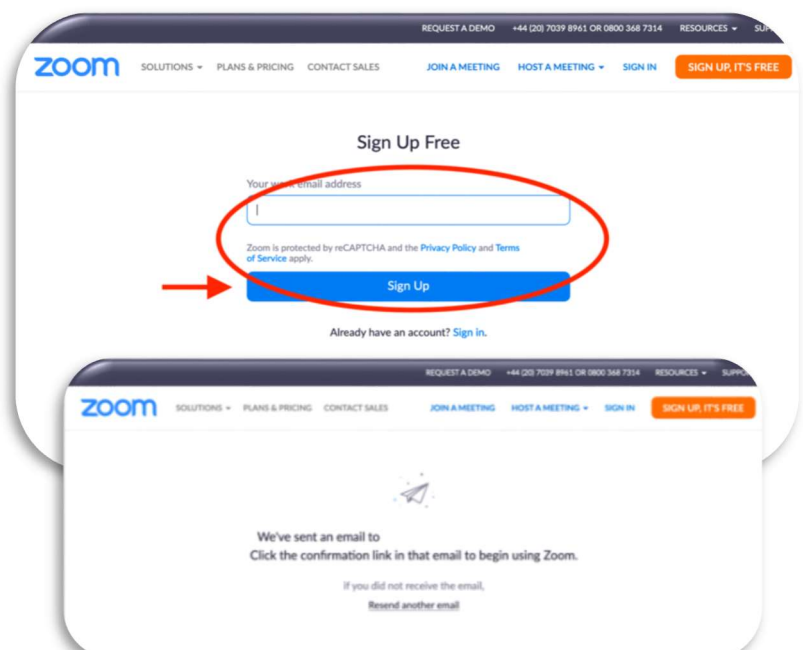 REQUEST A DEMO +44 (20) 7039 8961 OR 0800 368 7314 RESOURCES
zoom SOLUTIONS PLANS & PRICING CONTACT SALES JOIN A MEETING HOST A MEETING SIGN IN SIGN UP, IT'S FREE
Sign Up Free
Your work email address
Zoom is protected by reCAPTCHA and the Privacy Policy and Terms
of Service apply.
Sign Up
Already have an account? Sign in.
REQUEST A DEMO +44 (20) 7039 8961 OR 0800 368 7314 RESOURCES
zoom SOLUTIONS PLANS & PRICING CONTACT SALES JOIN A MEETING HOST A MEETING SIGN IN SIGN UP, IT'S FREE
We've sent an email to
Click the confirmation link in that email to begin using Zoom.
If you did not receive the email,
Resend another email